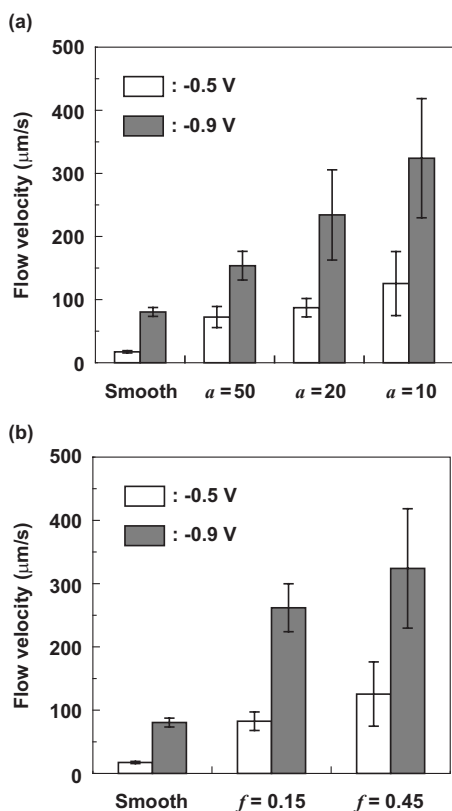 (a)
500
400
300
200
100
0
Flow velocity (μm/s)
: -0.5 V
: -0.9 V
Smooth a = 50 a = 20 a = 10
(b)
500
400
300
200
100
0
Flow velocity (μm/s)
: -0.5 V
: -0.9 V
Smooth f = 0.15 f = 0.45